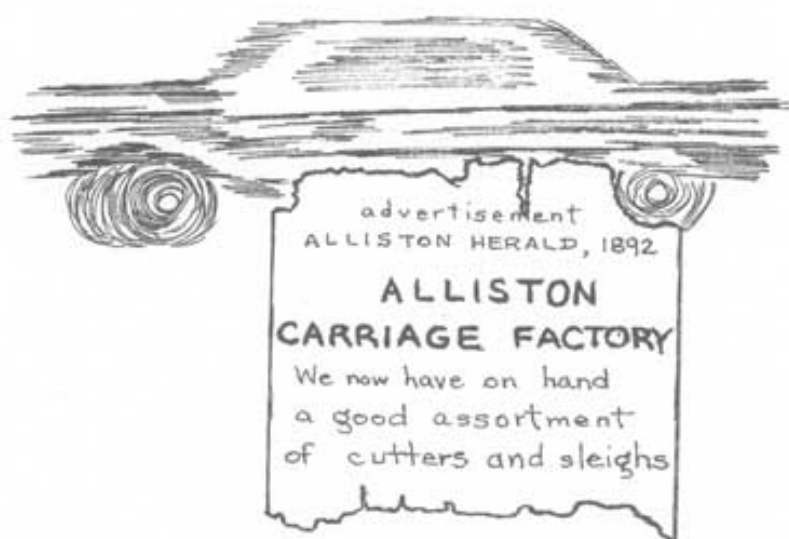 advertisement
ALLISTON HERALD, 1892
ALLISTON
CARRIAGE FACTORY
We now have on hand
a good assortment
of cutters and sleighs